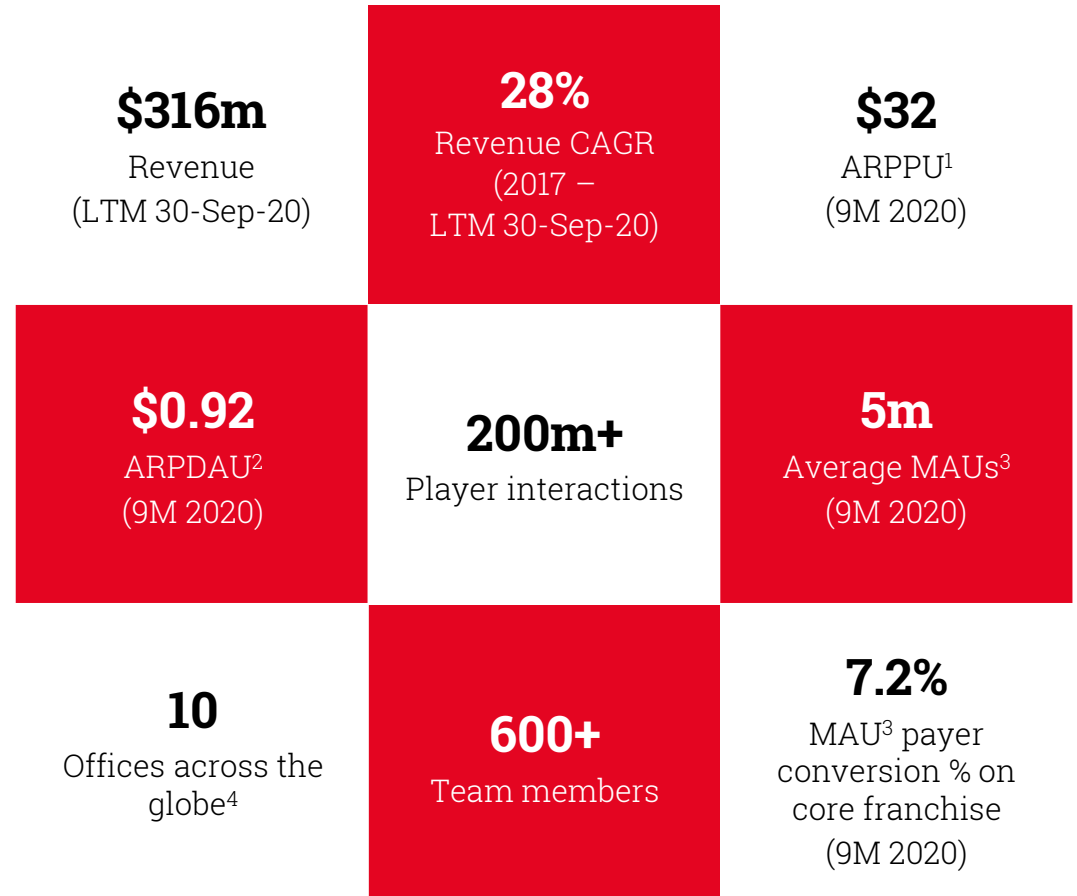 $316m
Revenue
(LTM 30-Sep-20)
28%
Revenue CAGR
(2017 –
LTM 30-Sep-20)
$32
ARPPU¹
(9M 2020)
$0.92
ARPDAU²
(9M 2020)
200m+
Player interactions
5m
Average MAUs³
(9M 2020)
10
Offices across the
globe⁴
600+
Team members
7.2%
MAU³ payer
conversion % on
core franchise
(9M 2020)